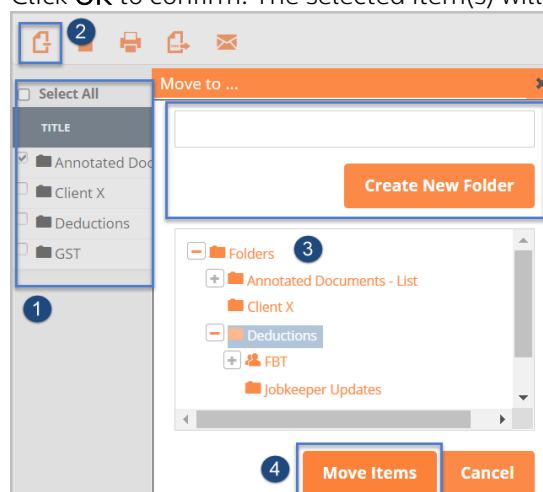 Click OK to confirm. The selected item(s) will
2
Select All
TITLE
Annotated Doc
Client X
Deductions
GST
1
Move to ...
Create New Folder
Folders 3
Annotated Documents - List
Client X
Deductions
FBT
Jobkeeper Updates
4 Move Items Cancel